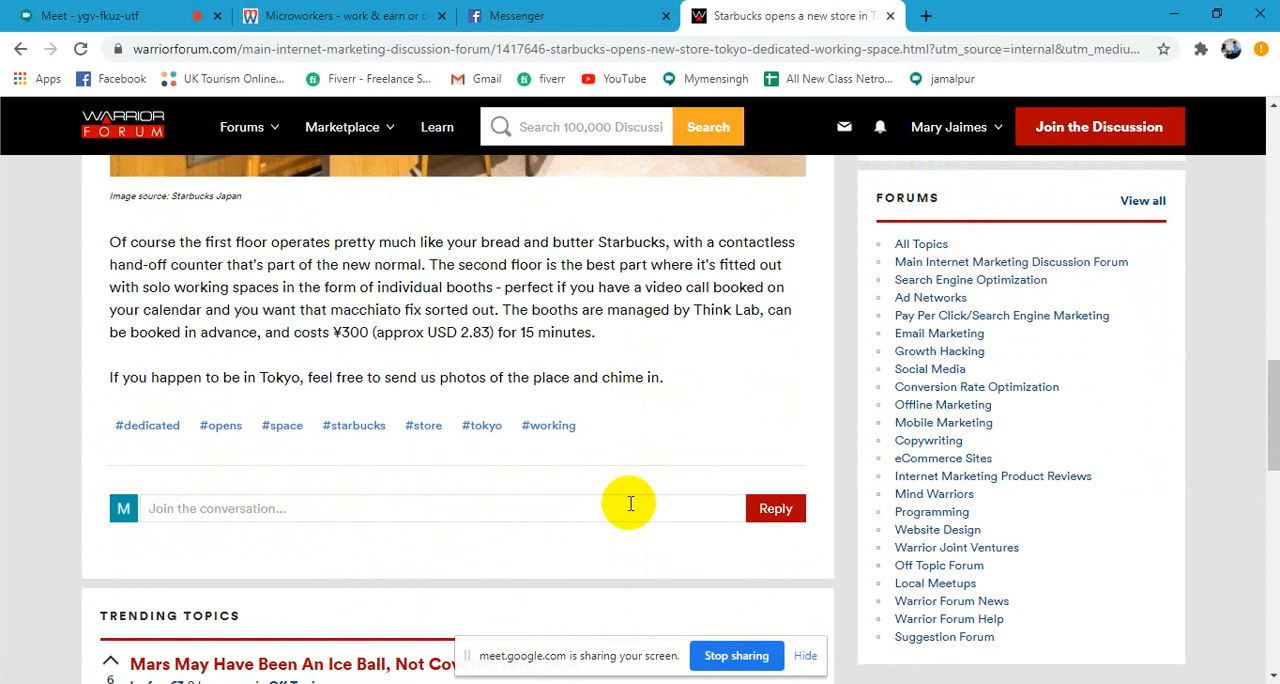 Meet - ygv-fkuz-utf
Microworkers - work & earn or o
Messenger
Starbucks opens a new store in T
warriorforum.com/main-internet-marketing-discussion-forum/1417646-starbucks-opens-new-store-tokyo-dedicated-working-space.html?utm_source=internal&utm_mediu...
Apps
Facebook
UK Tourism Online...
Fiverr - Freelance S...
Gmail
fiverr
YouTube
Mymersingh
All New Class Netro...
jamalpur
WARRIOR
FORUM
Forums
Marketplace
Learn
Search 100,000 Discussi
Search
Mary Jaimes
Join the Discussion
Image source: Starbucks Japan
Of course the first floor operates pretty much like your bread and butter Starbucks, with a contactless
hand-off counter that's part of the new normal. The second floor is the best part where it's fitted out
with solo working spaces in the form of individual booths - perfect if you have a video call booked on
your calendar and you want that macchiato fix sorted out. The booths are managed by Think Lab, can
be booked in advance, and costs ¥300 (approx USD 2.83) for 15 minutes.
If you happen to be in Tokyo, feel free to send us photos of the place and chime in.
#dedicated #opens #space #starbucks #store #tokyo #working
M
Join the conversation...
Reply
TRENDING TOPICS
Mars May Have Been An Ice Ball, Not Co
6
FORUMS
View all
All Topics
Main Internet Marketing Discussion Forum
Search Engine Optimization
Ad Networks
Pay Per Click/Search Engine Marketing
Email Marketing
Growth Hacking
Social Media
Conversion Rate Optimization
Offline Marketing
Mobile Marketing
Copywriting
eCommerce Sites
Internet Marketing Product Reviews
Mind Warriors
Programming
Website Design
Warrior Joint Ventures
Off Topic Forum
Local Meetups
Warrior Forum News
Warrior Forum Help
Suggestion Forum
meet.google.com is sharing your screen.
Stop sharing
Hide